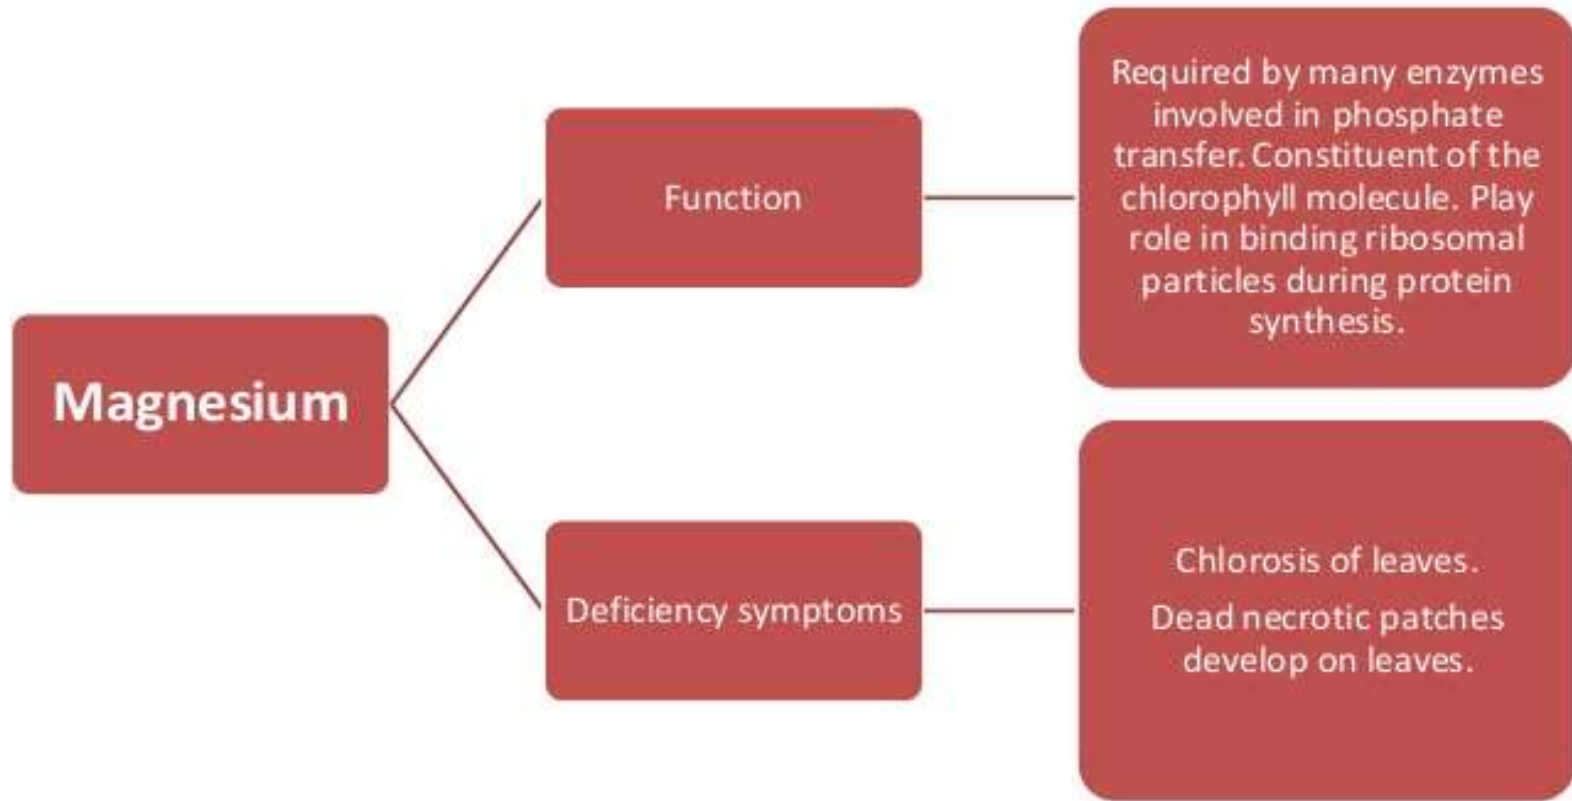 Magnesium
Function
Required by many enzymes
involved in phosphate
transfer. Constituent of the
chlorophyll molecule. Play
role in binding ribosomal
particles during protein
synthesis.
Deficiency symptoms
Chlorosis of leaves.
Dead necrotic patches
develop on leaves.